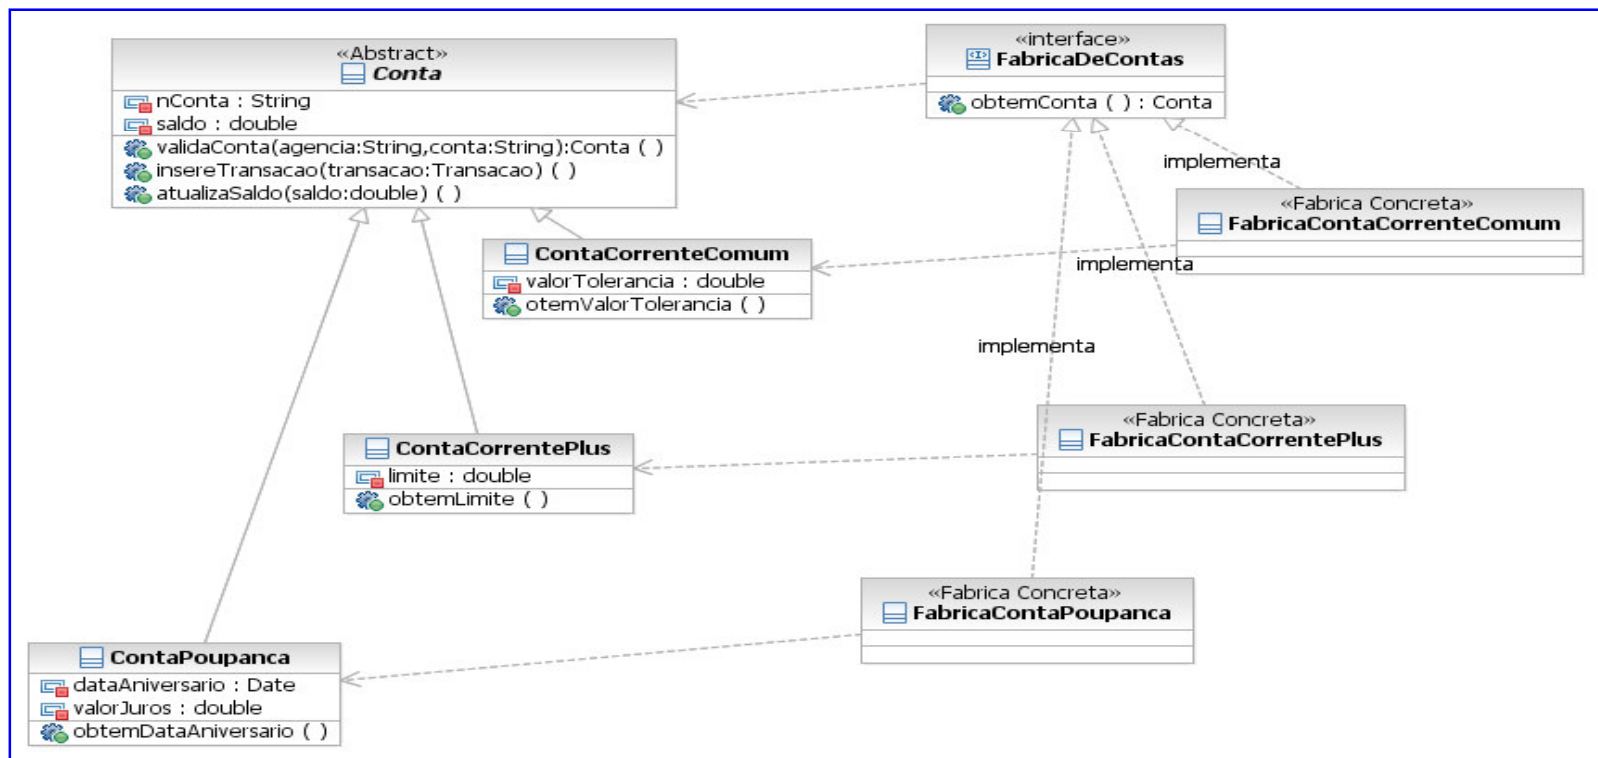 «Abstract»
Conta
nConta : String
saldo : double
validaConta(agencia:String,conta:String):Conta ( )
insereTransacao(transacao:Transacao) ( )
atualizaSaldo(saldo:double) ( )
«interface»
FabricaDeContas
obtemConta ( ) : Conta
implementa
«Fabrica Concreta»
FabricaContaCorrenteComum
ContaCorrenteComum
valorTolerancia : double
otemValorTolerancia ( )
implementa
implementa
«Fabrica Concreta»
FabricaContaCorrentePlus
ContaCorrentePlus
limite : double
obtemLimite ( )
«Fabrica Concreta»
FabricaContaPoupanca
ContaPoupanca
dataAniversario : Date
valorJuros : double
obtemDataAniversario ( )